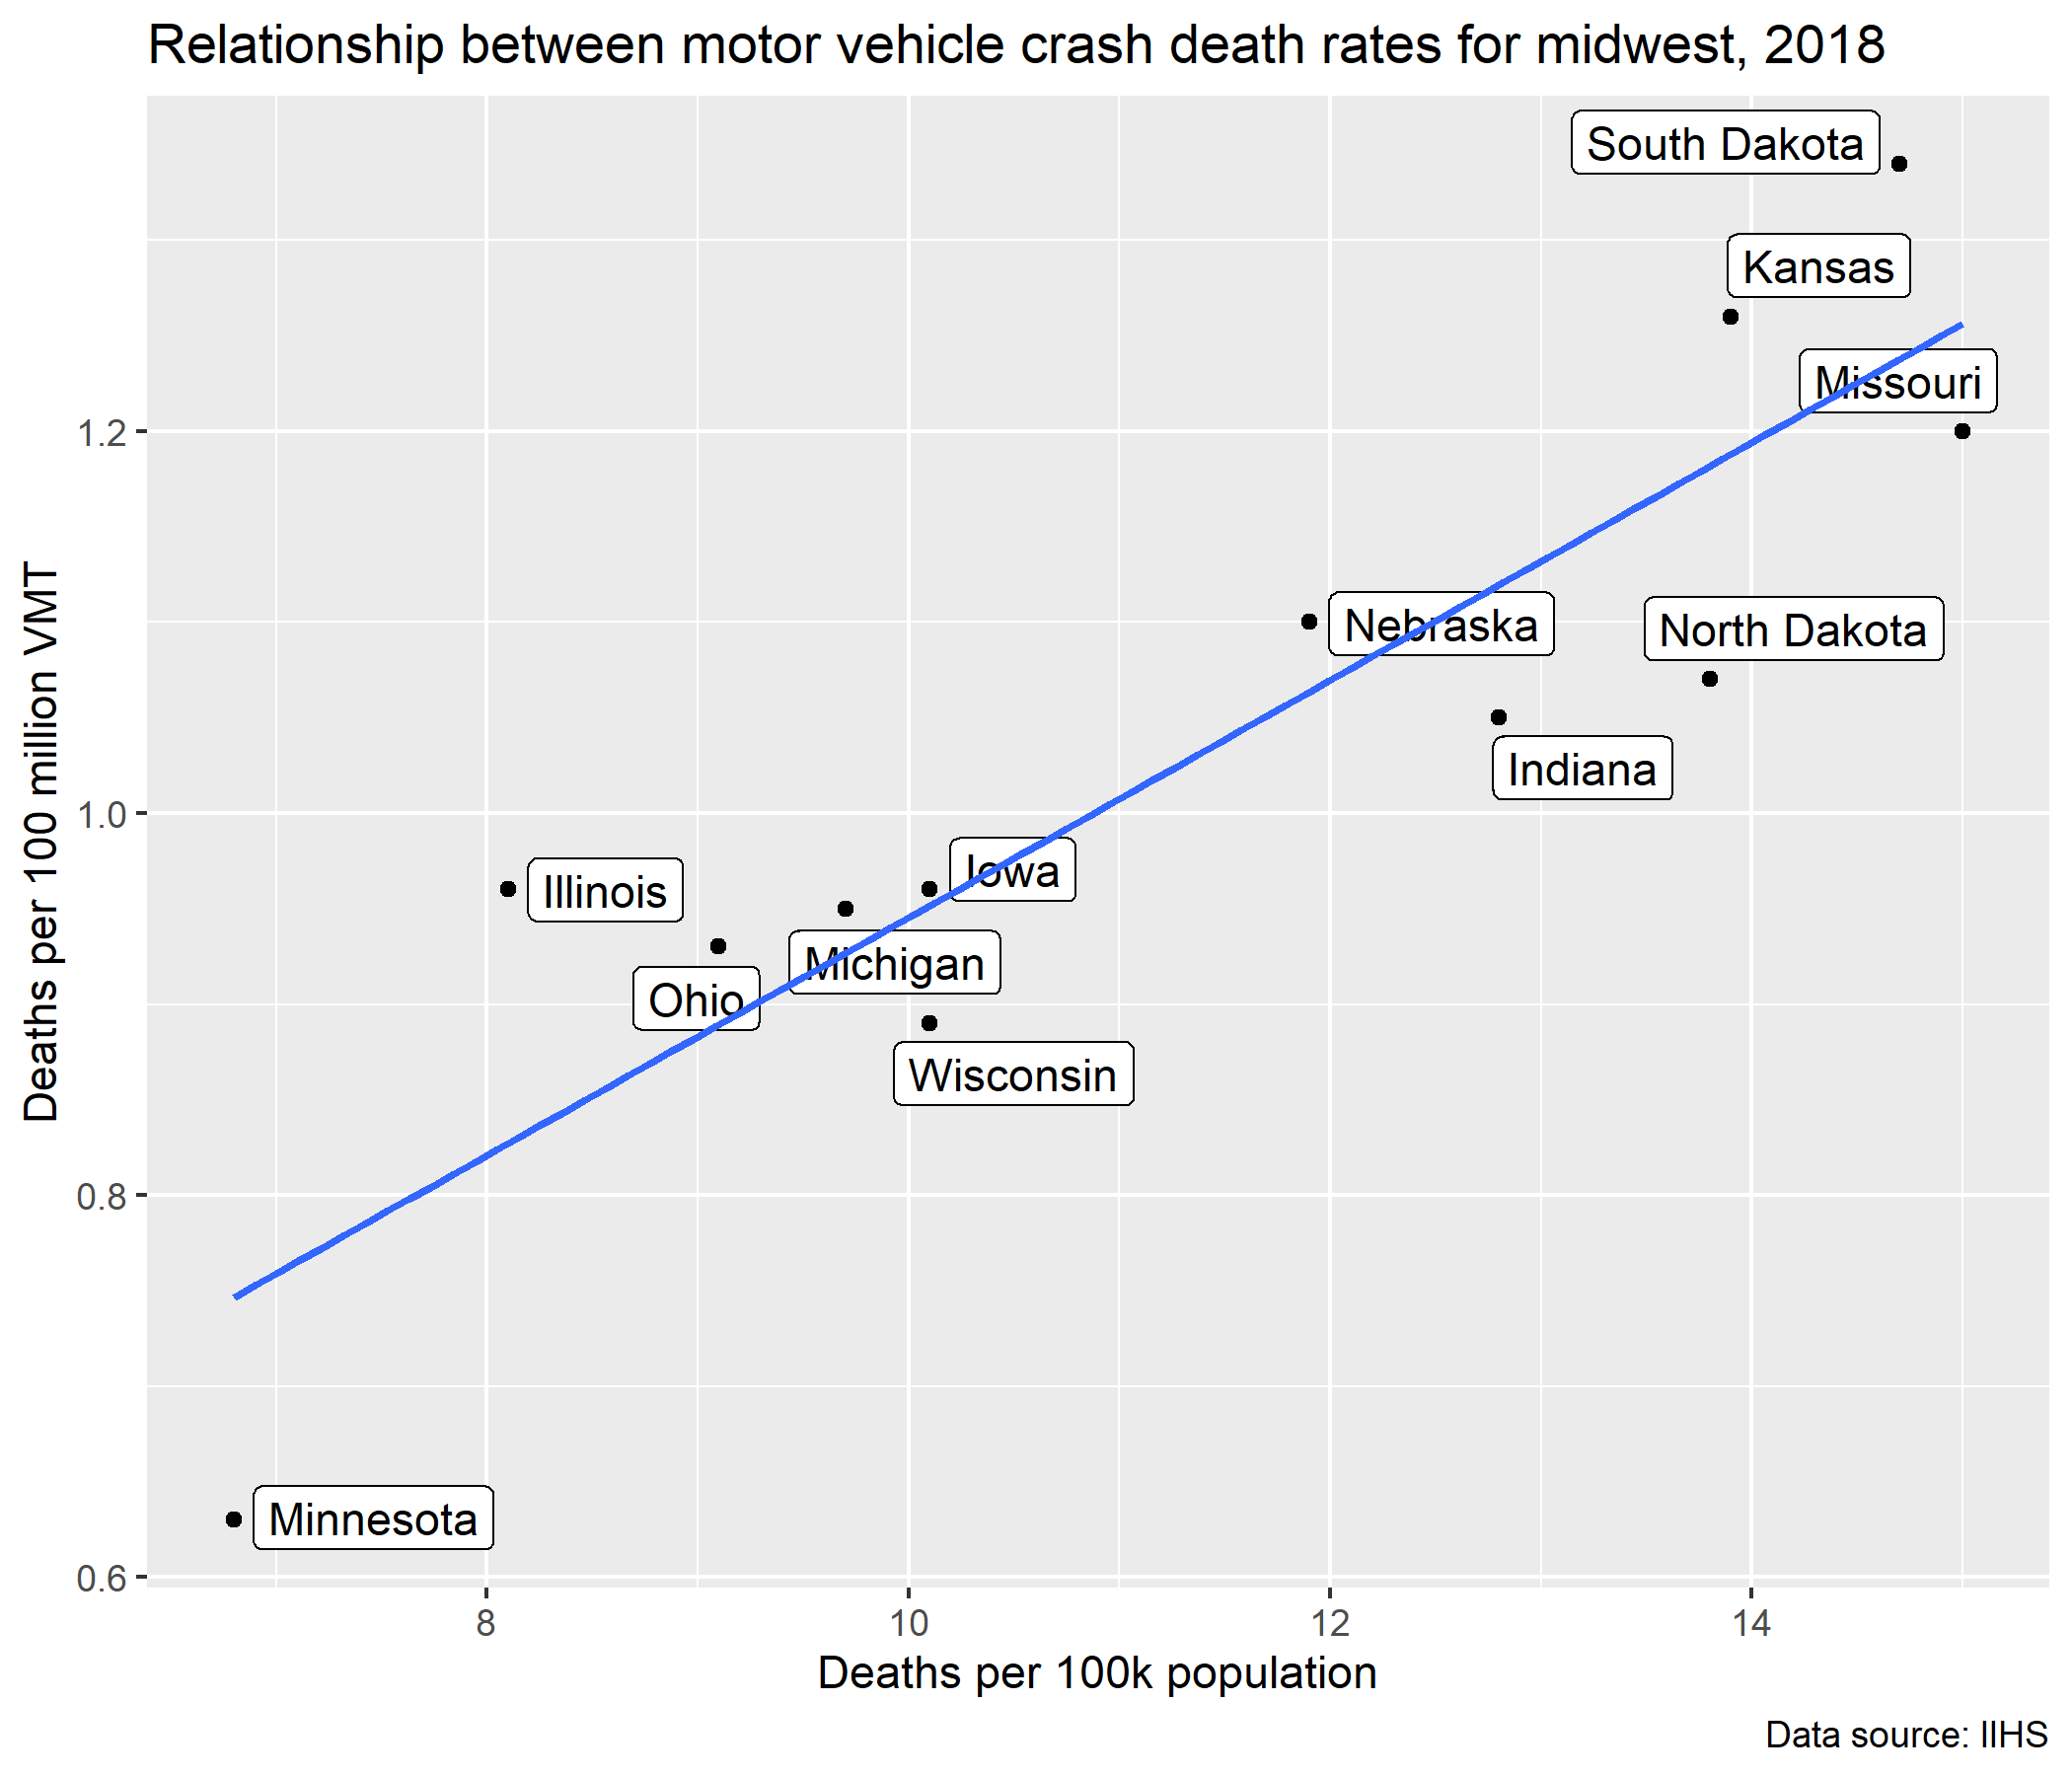 Relationship between motor vehicle crash death rates for midwest, 2018
South Dakota
Kansas
Missouri
1.2
Nebraska
North Dakota
Indiana
1.0
Iowa
Illinois
Michigan
Ohio
Wisconsin
0.8
Minnesota
0.6
Deaths per 100 million VMT
8 10 12 14
Deaths per 100k population
Data source: IIHS